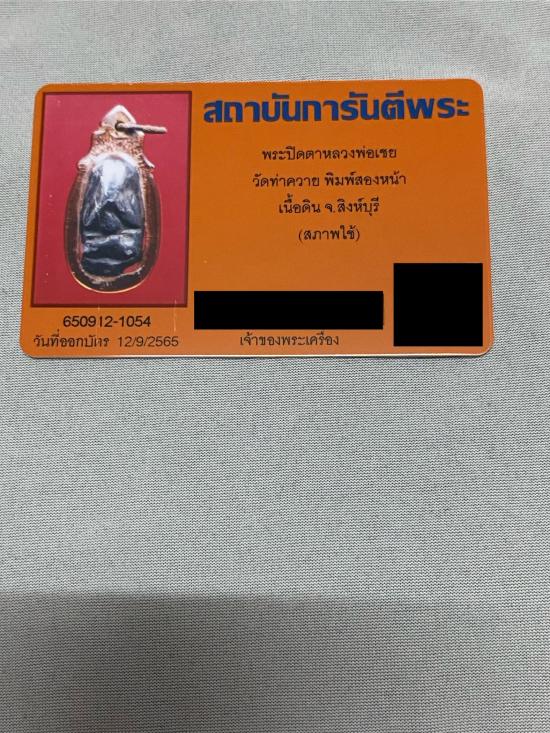 สถาบันการันตีพระ
พระปิดตาหลวงพ่อเชย
วัดท่าควาย พิมพ์สองหน้า
เนื้อดิน จ.สิงห์บุรี
(สภาพใช้)
650912-1054
วันที่ออกบัตร 12/9/2565
เจ้าของพระเครื่อง